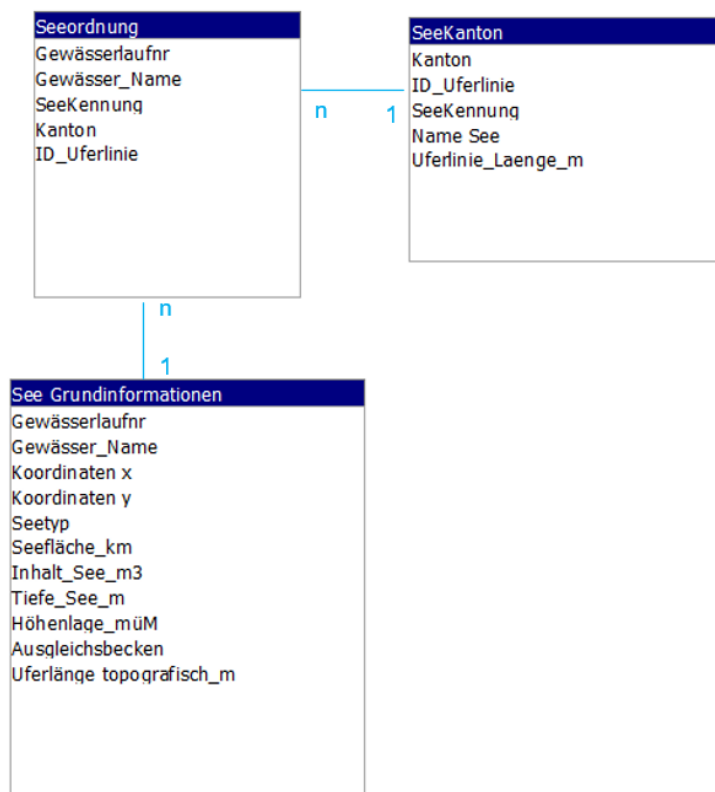 Seeordnung
Gewässerlaufnr
Gewässer_Name
SeeKennung
Kanton
ID_Uferlinie
n
1
SeeKanton
Kanton
ID_Uferlinie
SeeKennung
Name See
Uferlinie_Laenge_m
n
1
See Grundinformationen
Gewässerlaufnr
Gewässer_Name
Koordinaten x
Koordinaten y
Seetyp
Seefläche_km
Inhalt_See_m3
Tiefe_See_m
Höhenlage_müM
Ausgleichsbecken
Uferlänge topografisch_m